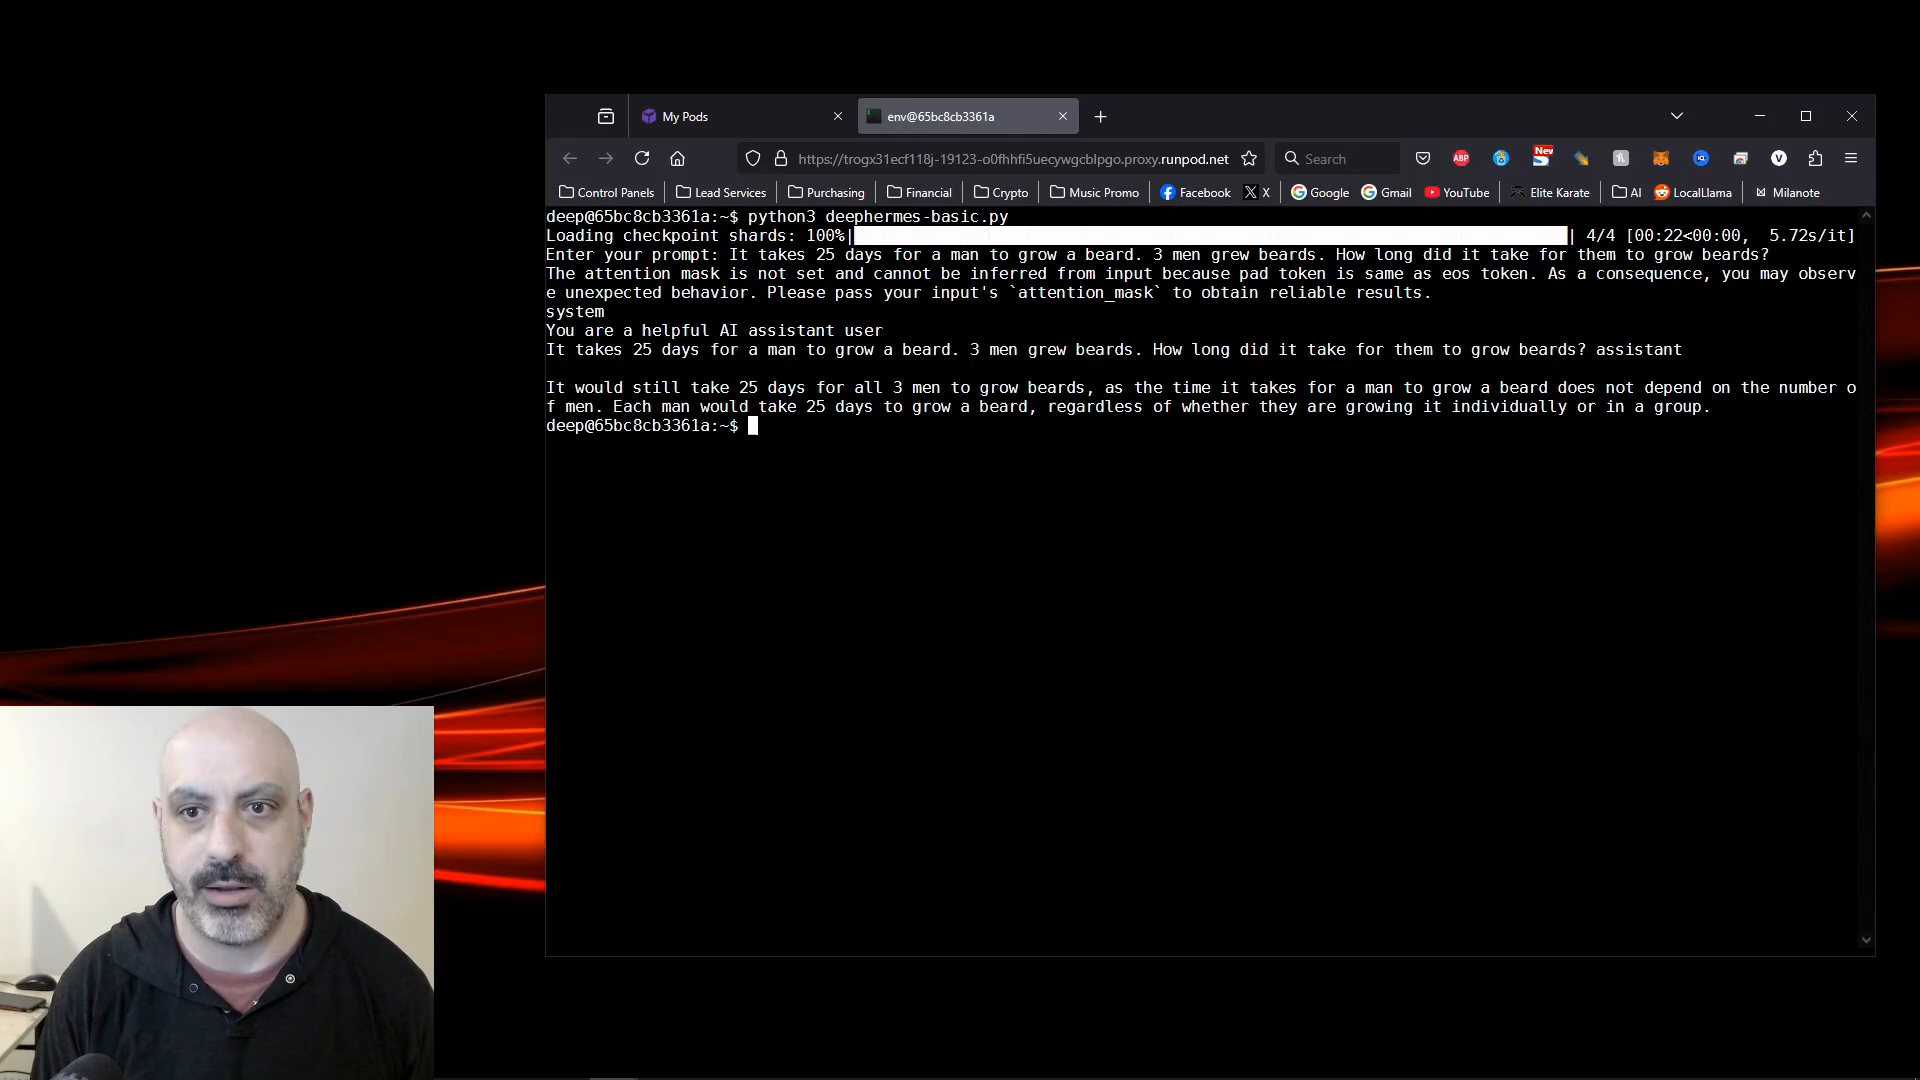 My Pods
env@65bc8cb3361a
https://trogx31ecf118j-19123-o0fhhfi5uecywgcblpgo.proxy.runpod.net
Search
ABP
New
V
Control Panels
Lead Services
Purchasing
Financial
Crypto
Music Promo
Facebook
X
Google
Gmail
YouTube
Elite Karate
AI
LocalLlama
Milanote
deep@65bc8cb3361a:~$ python3 deephermes-basic.py
Loading checkpoint shards: 100%| | 4/4 [00:22<00:00,  5.72s/it]
Enter your prompt: It takes 25 days for a man to grow a beard. 3 men grew beards. How long did it take for them to grow beards?
The attention mask is not set and cannot be inferred from input because pad token is same as eos token. As a consequence, you may observ
e unexpected behavior. Please pass your input's `attention_mask` to obtain reliable results.
system
You are a helpful AI assistant user
It takes 25 days for a man to grow a beard. 3 men grew beards. How long did it take for them to grow beards? assistant
It would still take 25 days for all 3 men to grow beards, as the time it takes for a man to grow a beard does not depend on the number o
f men. Each man would take 25 days to grow a beard, regardless of whether they are growing it individually or in a group.
deep@65bc8cb3361a:~$